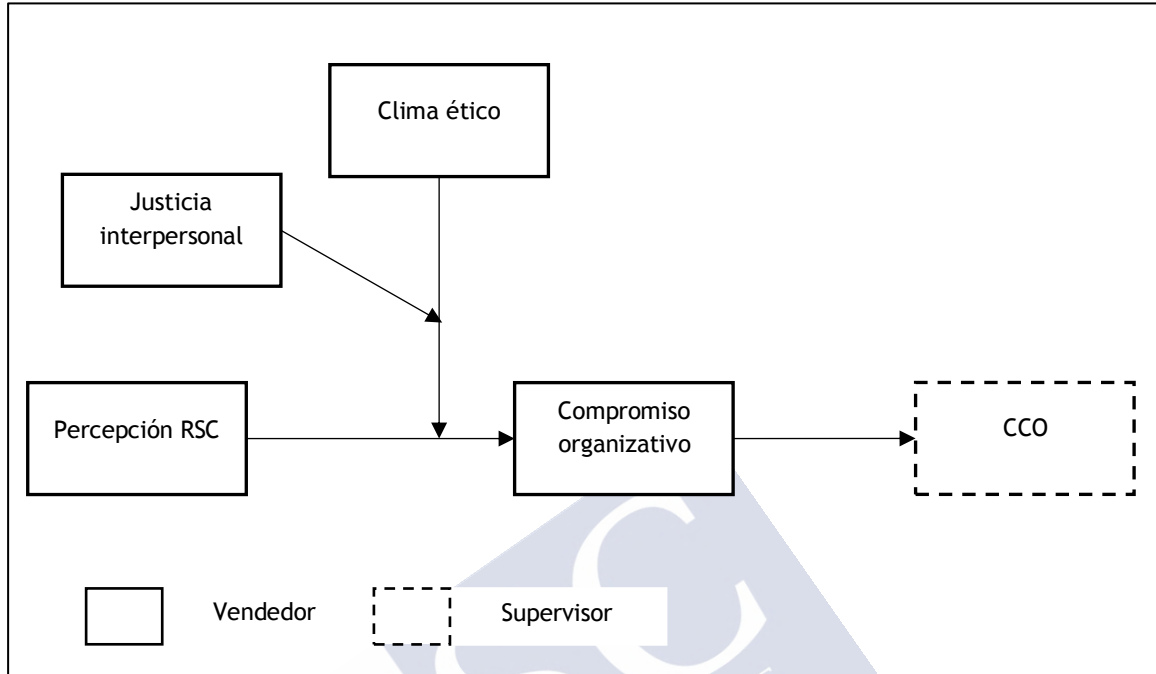 Clima ético
Justicia
interpersonal
Percepción RSC
Compromiso
organizativo
CCO
Vendedor
Supervisor